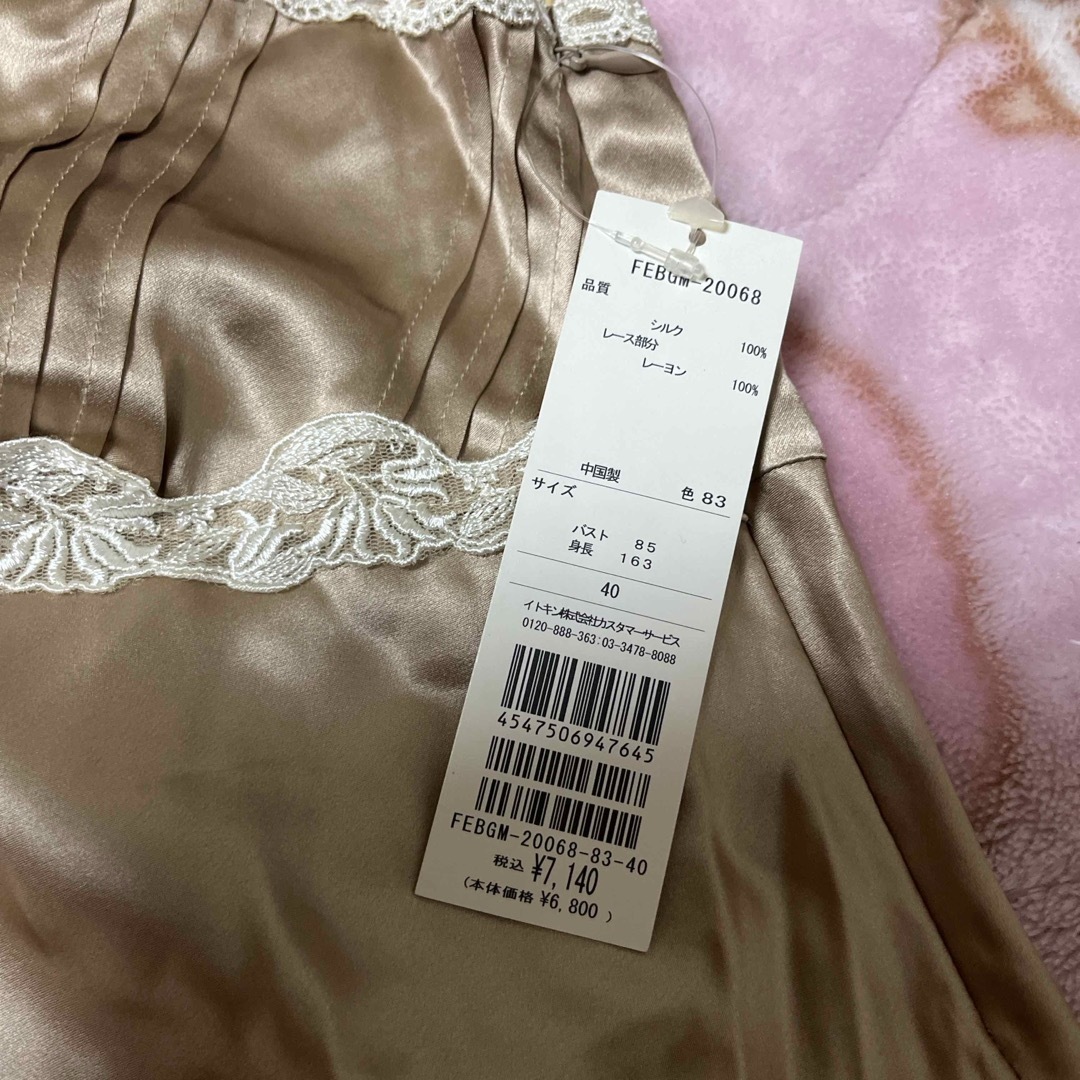 FEBGM-20068
品質
シルク 100%
レース部分
レーヨン 100%
中国製 色 83
サイズ
バスト 85
身長 163
40
イトキン株式会社カスタマーサービス
0120-888-363:03-3478-8088
4547506947645
FEBGM-20068-83-40
税込 ¥7,140
(本体価格 ¥6,800 )